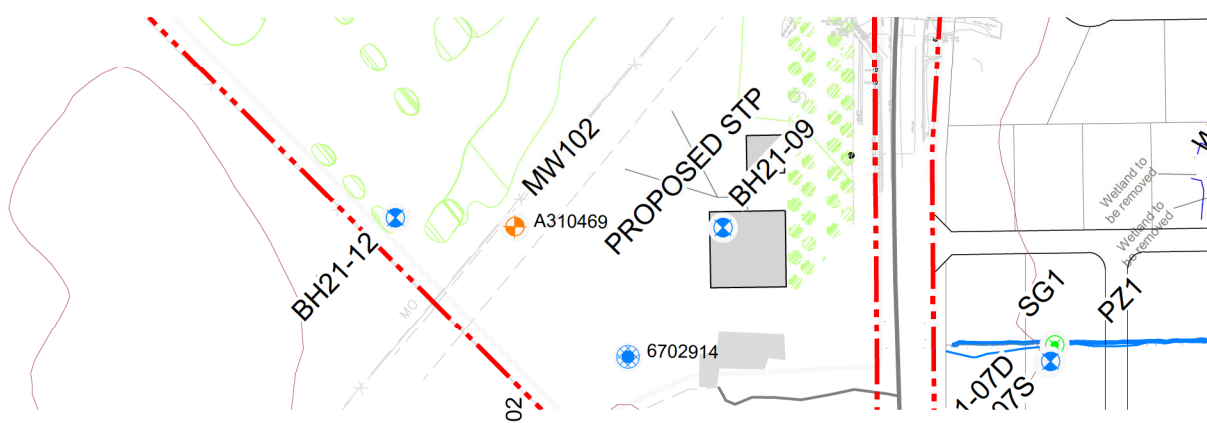 MW102
PROPOSED STP
BH21-09
A310469
BH21-12
6702914
MO
Wetland to
be removed
Wetland to
be removed
SG1
PZ1
1-07D
07S
02
W